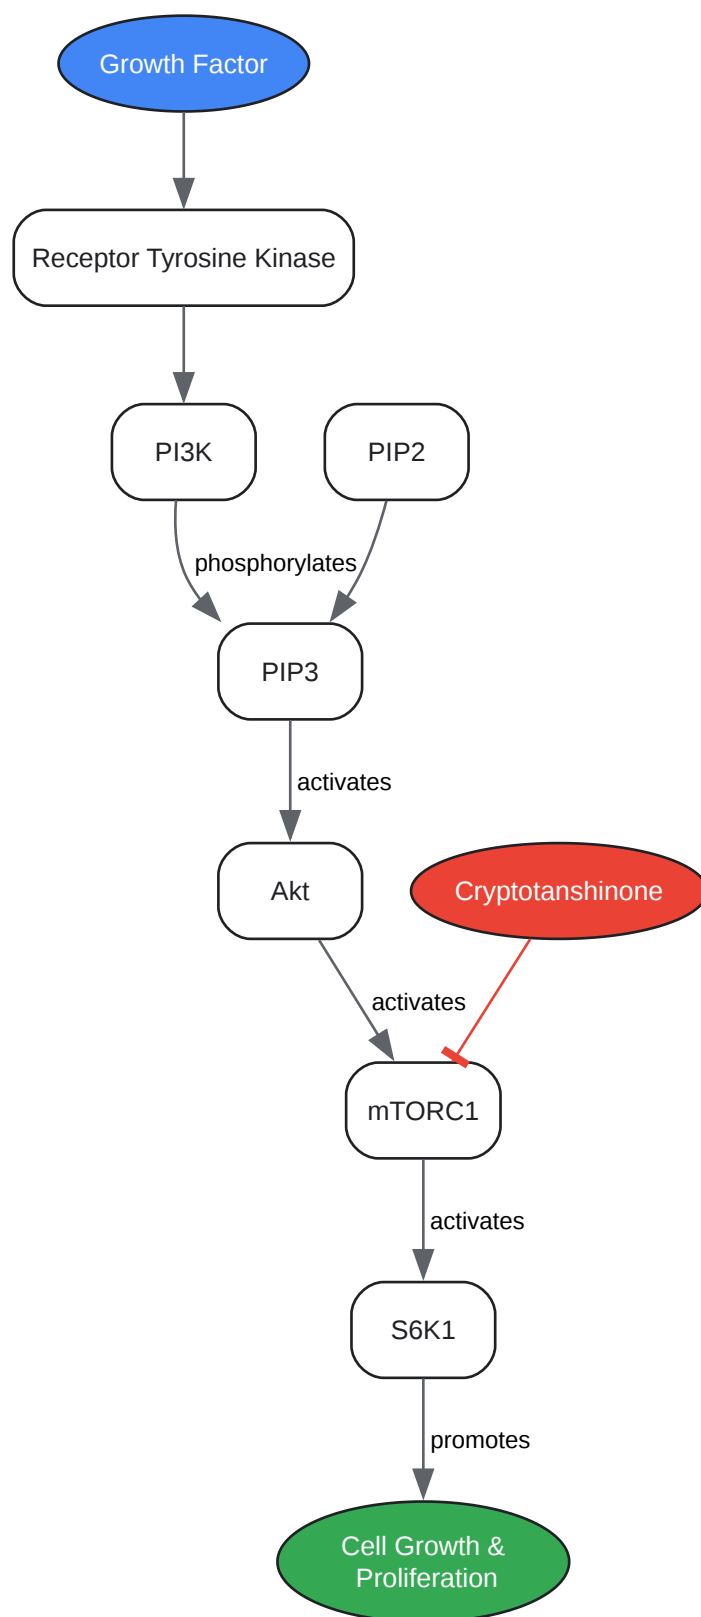 Growth Factor
Receptor Tyrosine Kinase
PI3K
PIP2
phosphorylates
PIP3
activates
Akt
Cryptotanshinone
activates
mTORC1
activates
S6K1
promotes
Cell Growth &
Proliferation